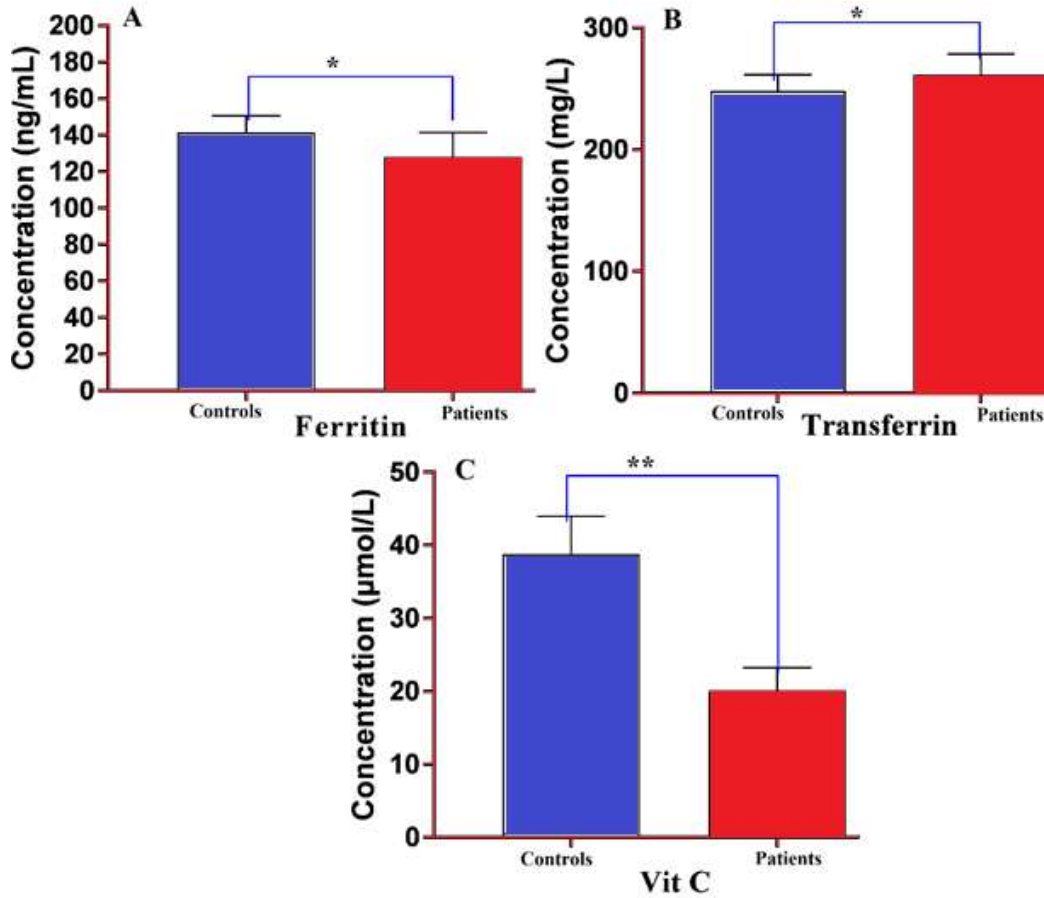 A
Concentration (ng/mL)
200
180
160
140
120
100
80
60
40
20
0
*
Controls
Patients
Ferritin
B
Concentration (mg/L)
300
200
200
0
*
Controls
Patients
Transferrin
C
Concentration (µmol/L)
50
40
30
20
10
0
**
Controls
Patients
Vit C